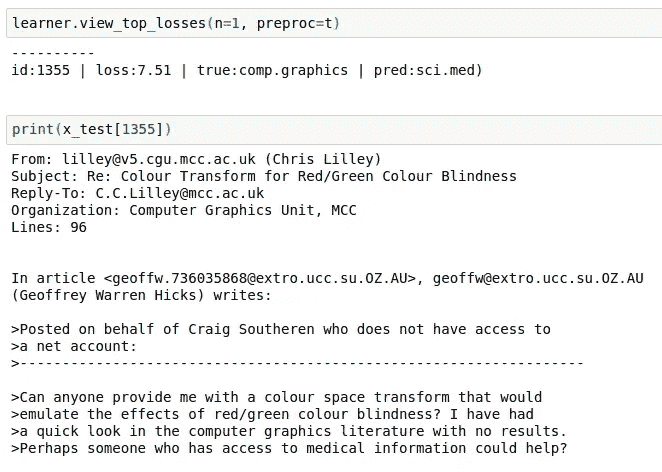 learner.view_top_losses(n=1, preproc=t)
----------
id:1355 | loss:7.51 | true:comp.graphics | pred:sci.med)
print(x_test[1355])
From: lilley@v5.cgu.mcc.ac.uk (Chris Lilley)
Subject: Re: Colour Transform for Red/Green Colour Blindness
Reply-To: C.C.Lilley@mcc.ac.uk
Organization: Computer Graphics Unit, MCC
Lines: 96
In article <geoffw.736035868@extro.ucc.su.OZ.AU>, geoffw@extro.ucc.su.OZ.AU
(Geoffrey Warren Hicks) writes:
>Posted on behalf of Craig Southeren who does not have access to
>a net account:
>-------------------------------------------------------------------
>Can anyone provide me with a colour space transform that would
>emulate the effects of red/green colour blindness? I have had
>a quick look in the computer graphics literature with no results.
>Perhaps someone who has access to medical information could help?